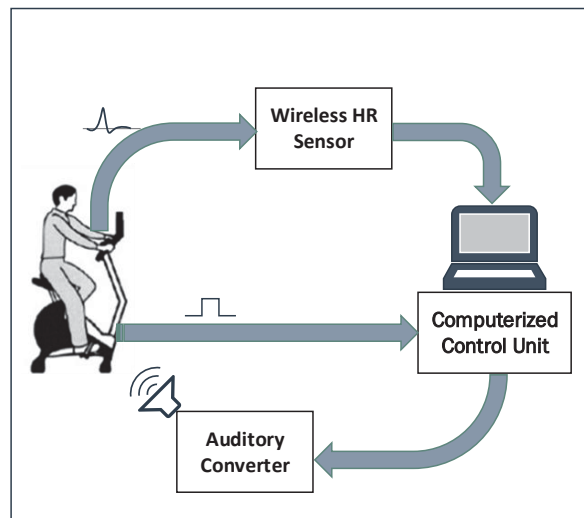 Wireless HR
Sensor
Computerized
Control Unit
Auditory
Converter